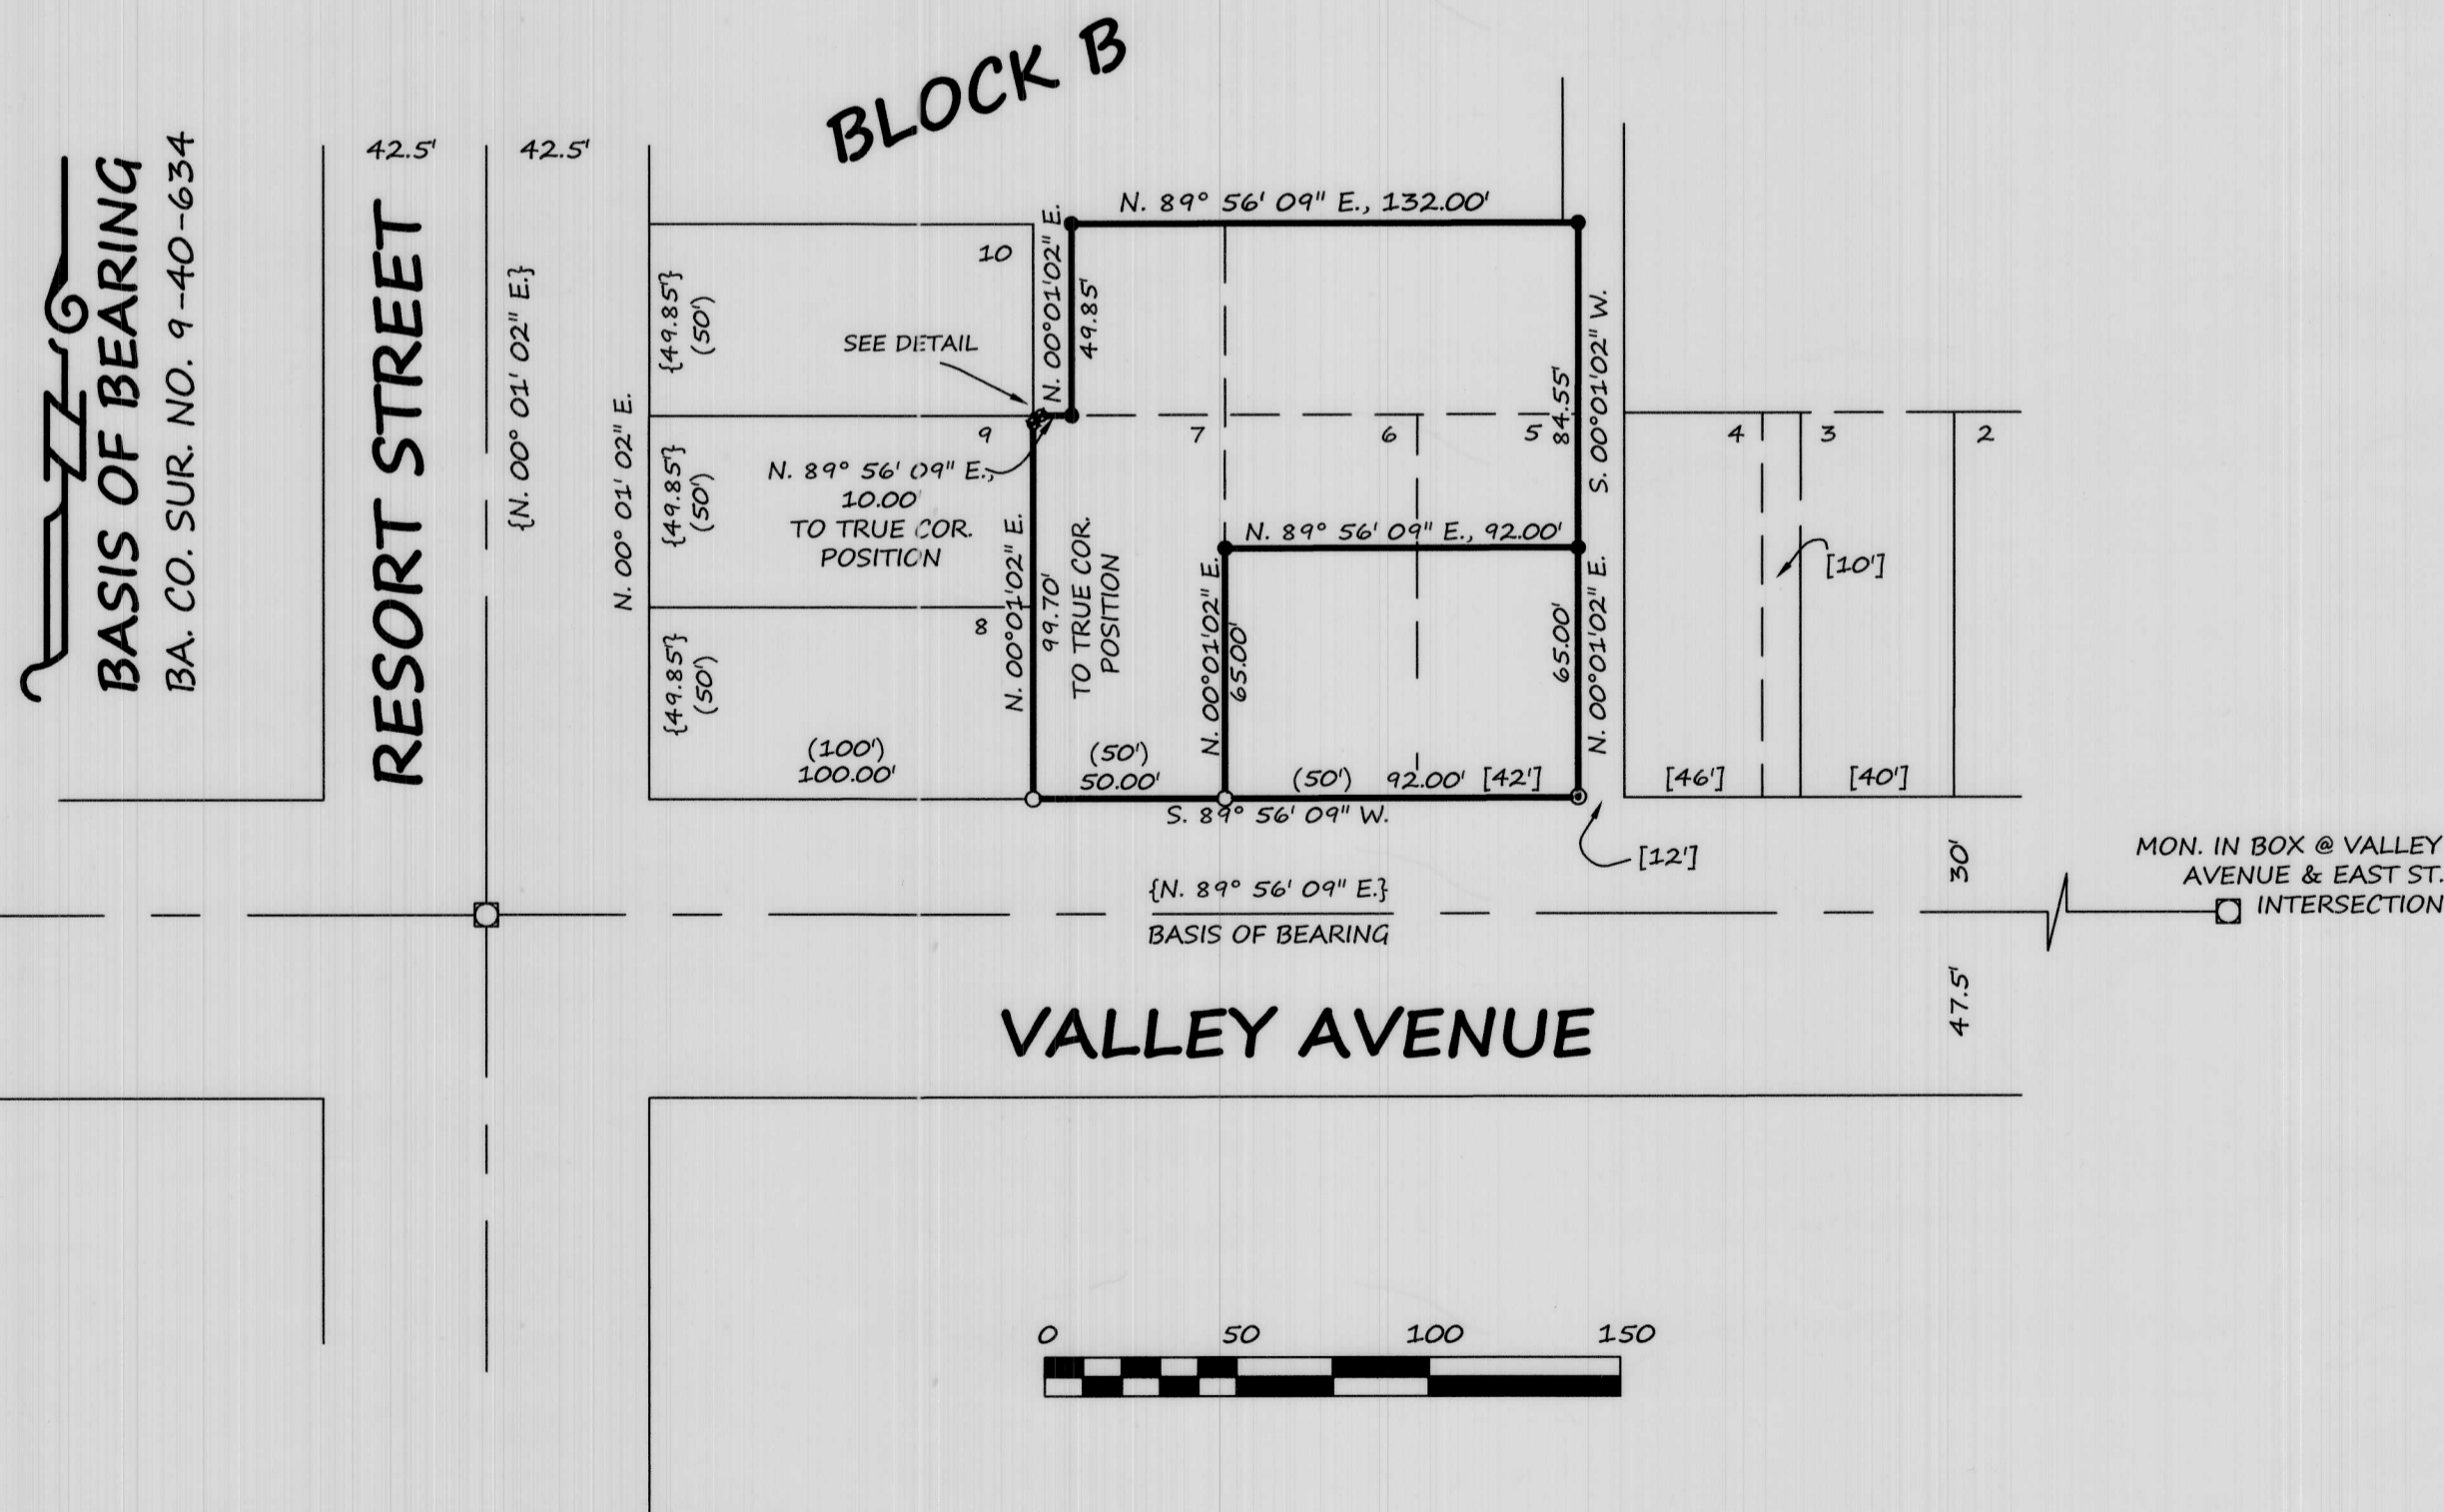 BLOCK B
BASIS OF BEARING
BA. CO. SUR. NO. 9-40-634
42.5' 42.5'
RESORT STREET
{N. 00° 01' 02" E.}
N. 00° 01' 02" E.
{49.85'}
(50')
{49.85'}
(50')
{49.85'}
(50')
10
9
8
SEE DETAIL
N. 89° 56' 09" E.,
10.00'
TO TRUE COR.
POSITION
(100')
100.00'
N. 89° 56' 09" E., 132.00'
N. 00°01'02" E.
49.85'
N. 00°01'02" E.
99.70'
TO TRUE COR.
POSITION
7
6
5
84.55'
S. 00°01'02" W.
N. 89° 56' 09" E., 92.00'
N. 00°01'02" E.
65.00'
65.00'
N. 00°01'02" E.
(50')
50.00'
(50') 92.00' [42']
S. 89° 56' 09" W.
4
3
2
[10']
[46']
[40']
[12']
{N. 89° 56' 09" E.}
BASIS OF BEARING
30'
47.5'
MON. IN BOX @ VALLEY
AVENUE & EAST ST.
INTERSECTION
VALLEY AVENUE
0 50 100 150